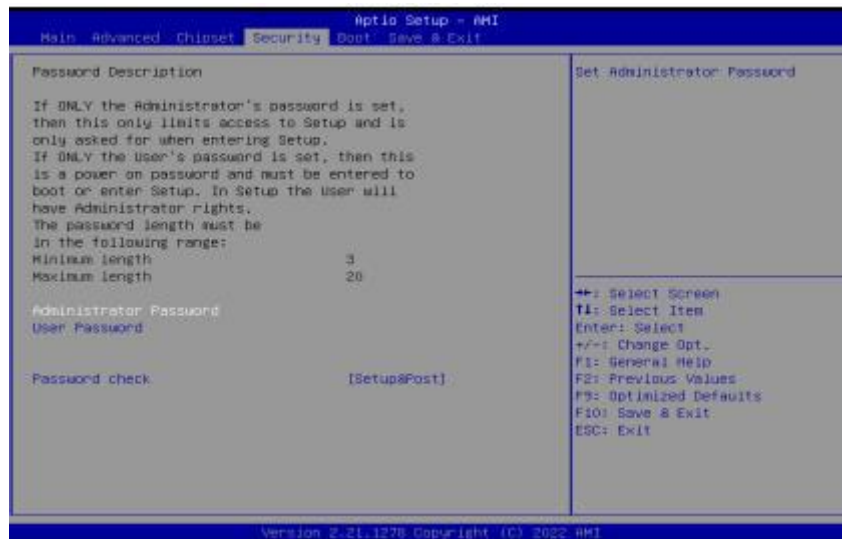 Aptio Setup - AMI
Main Advanced Chipset Security Boot Save & Exit
Password Description
If ONLY the Administrator's password is set,
then this only limits access to Setup and is
only asked for when entering Setup.
If ONLY the User's password is set, then this
is a power on password and must be entered to
boot or enter Setup. In Setup the User will
have Administrator rights.
The password length must be
in the following range:
Minimum length 3
Maximum length 20
Administrator Password
User Password
Password check [Setup&Post]
Set Administrator Password
→←: Select Screen
↑↓: Select Item
Enter: Select
+/-: Change Opt.
F1: General Help
F2: Previous Values
F9: Optimized Defaults
F10: Save & Exit
ESC: Exit
Version 2.21.1278 Copyright (C) 2022 AMI